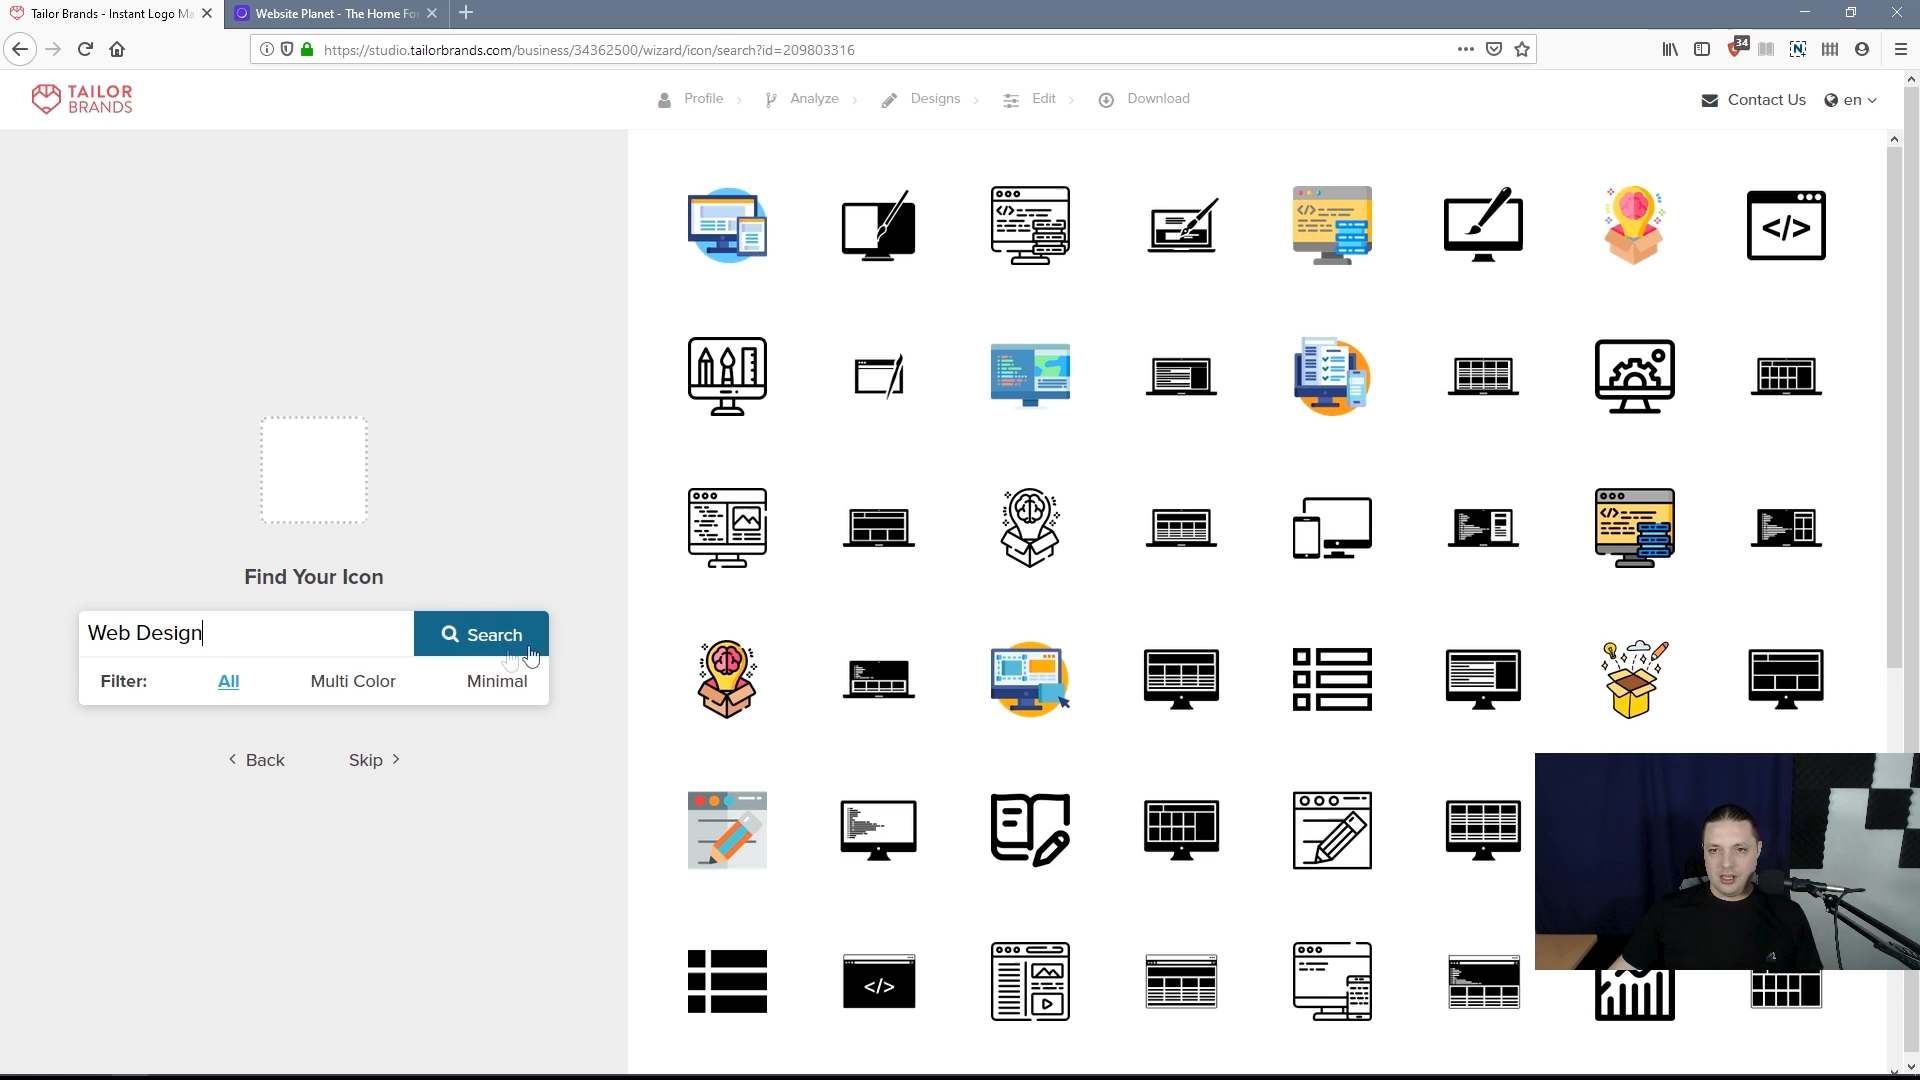 Tailor Brands - Instant Logo Ma
Website Planet - The Home Fo
https://studio.tailorbrands.com/business/34362500/wizard/icon/search?id=209803316
34
TAILOR
BRANDS
Profile
Analyze
Designs
Edit
Download
Contact Us
en
Find Your Icon
Web Design
Search
Filter:
All
Multi Color
Minimal
Back
Skip